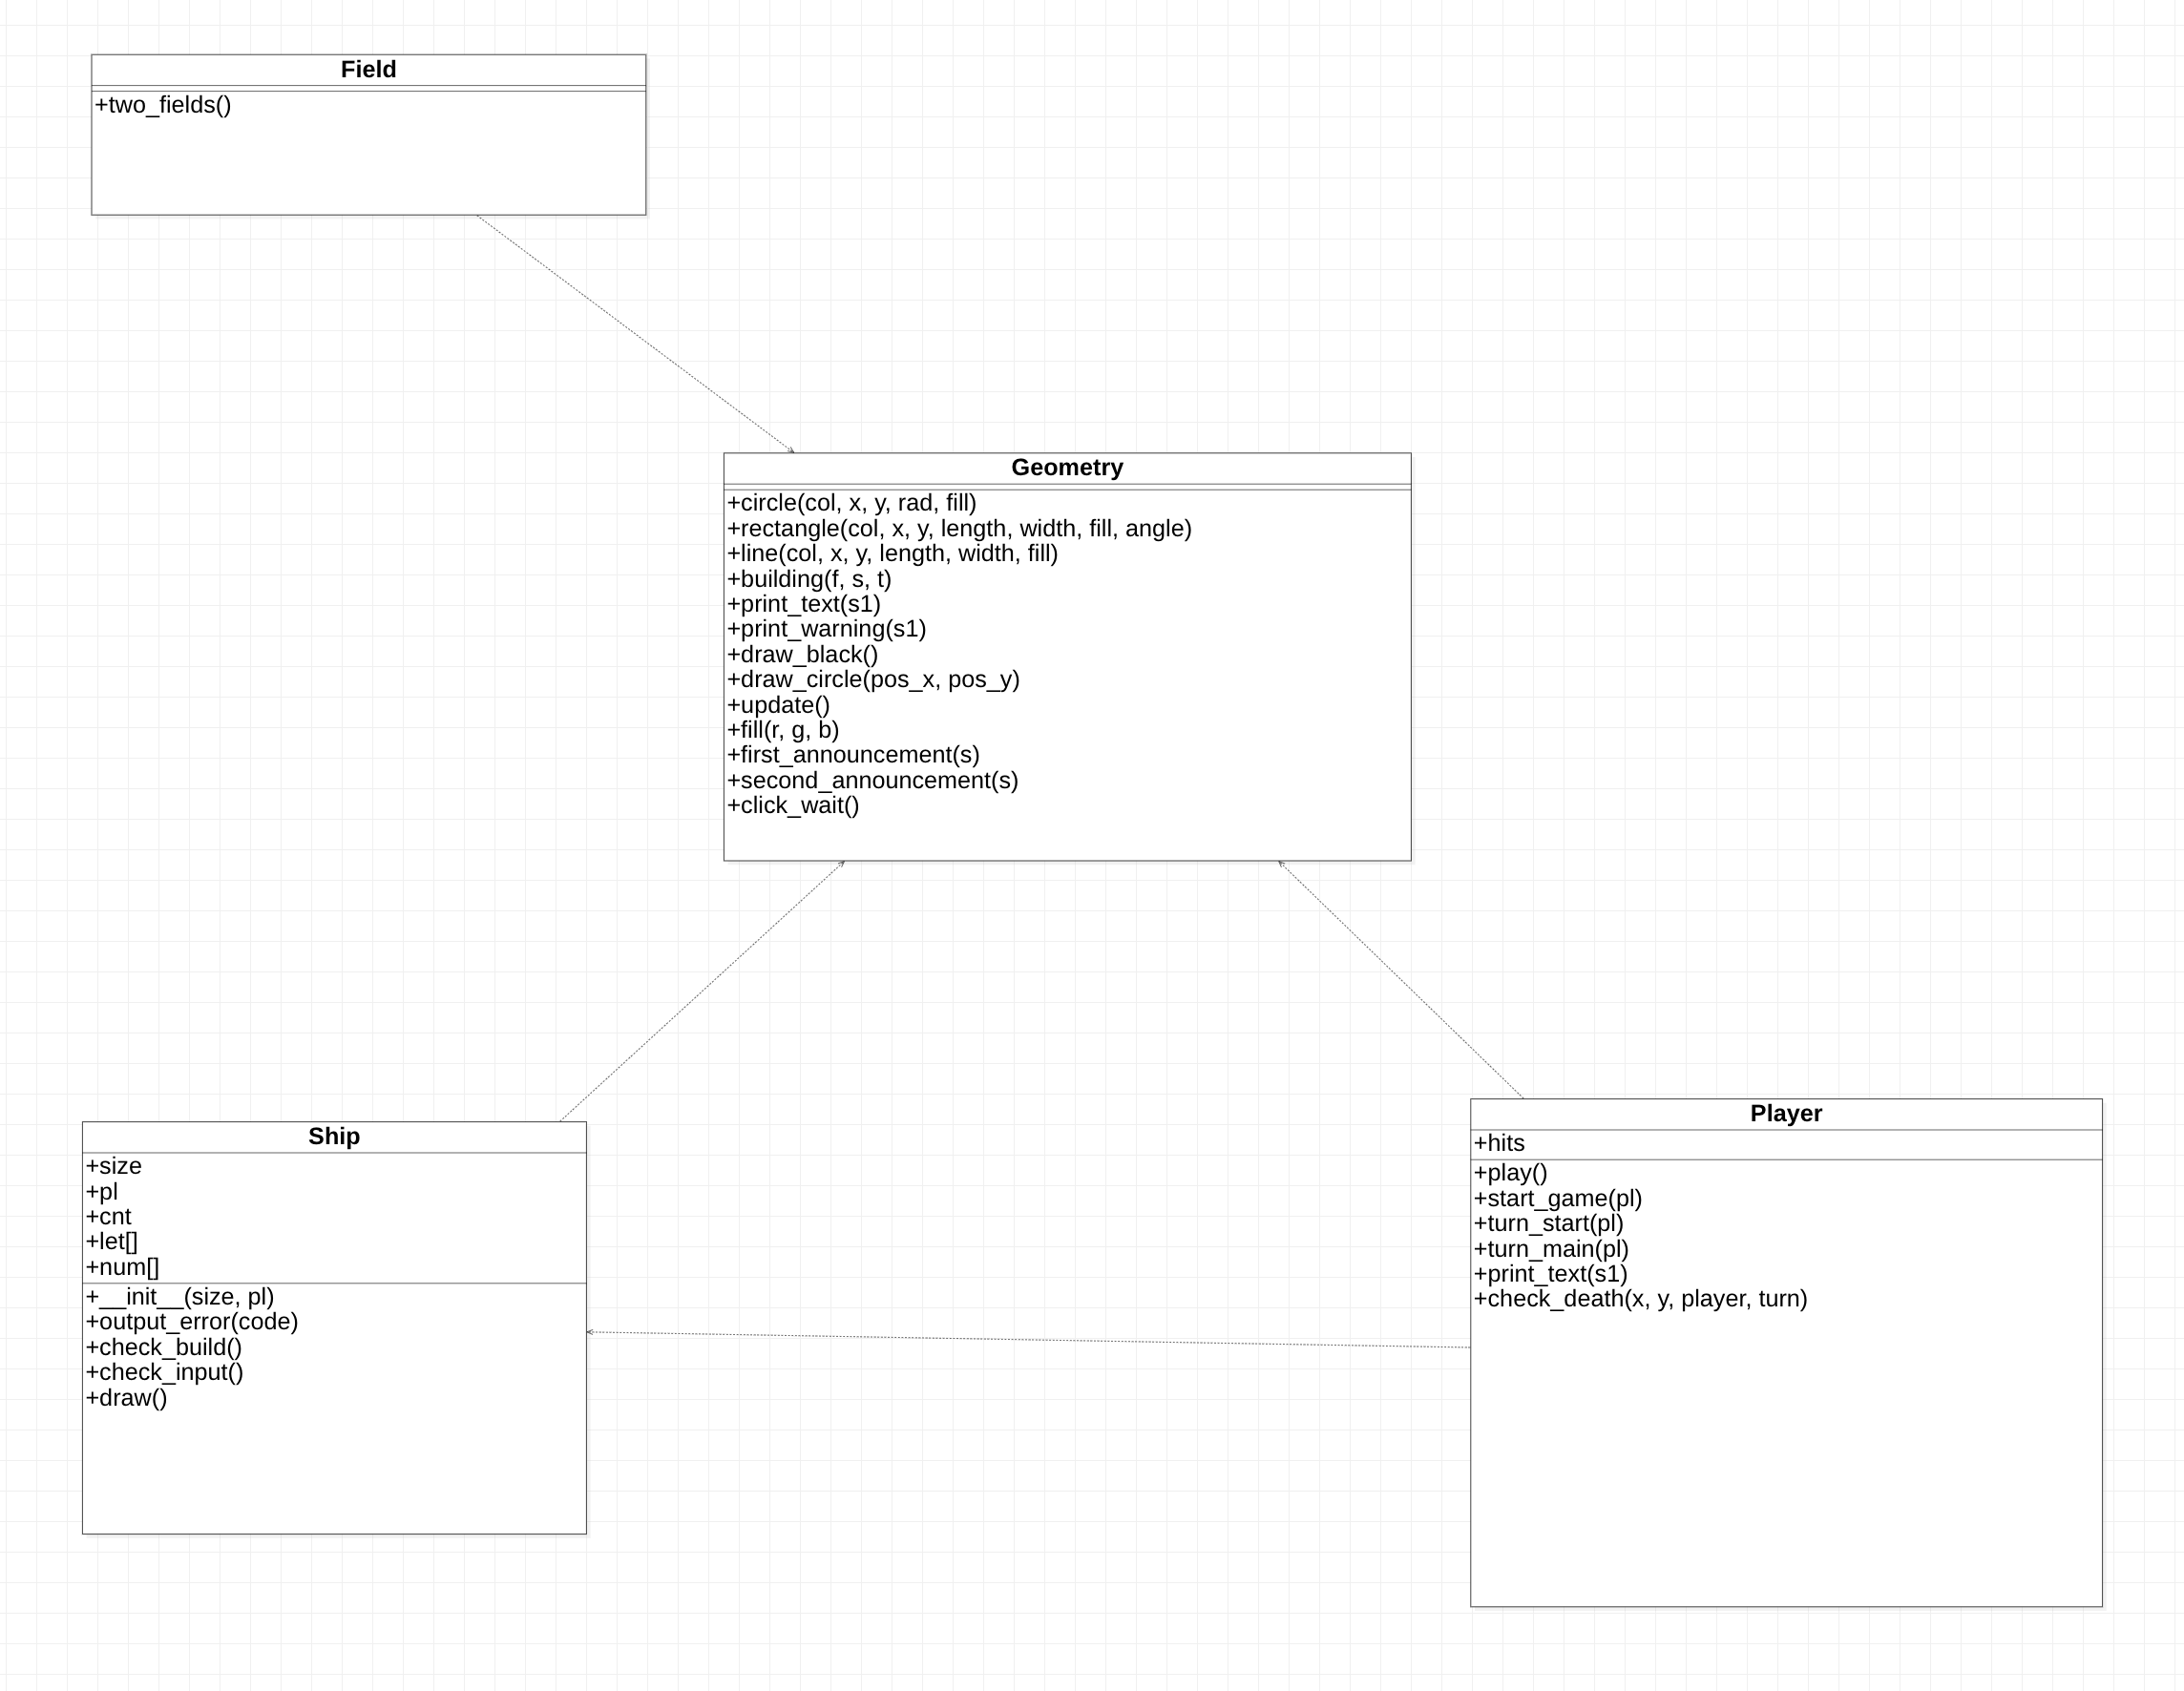 Field
+two_fields()
Geometry
+circle(col, x, y, rad, fill)
+rectangle(col, x, y, length, width, fill, angle)
+line(col, x, y, length, width, fill)
+building(f, s, t)
+print_text(s1)
+print_warning(s1)
+draw_black()
+draw_circle(pos_x, pos_y)
+update()
+fill(r, g, b)
+first_announcement(s)
+second_announcement(s)
+click_wait()
Ship
+size
+pl
+cnt
+let[]
+num[]
+__init__(size, pl)
+output_error(code)
+check_build()
+check_input()
+draw()
Player
+hits
+play()
+start_game(pl)
+turn_start(pl)
+turn_main(pl)
+print_text(s1)
+check_death(x, y, player, turn)